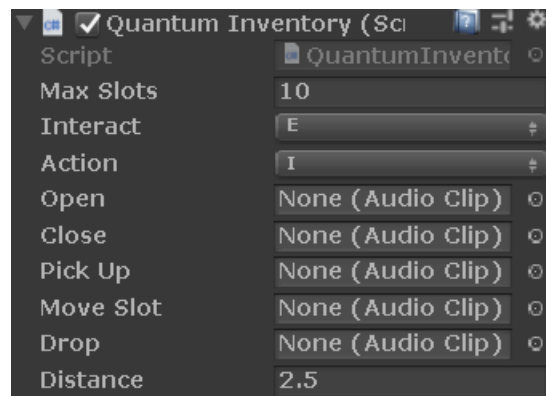 Quantum Inventory (Sc
Script QuantumInvent
Max Slots 10
Interact E
Action I
Open None (Audio Clip)
Close None (Audio Clip)
Pick Up None (Audio Clip)
Move Slot None (Audio Clip)
Drop None (Audio Clip)
Distance 2.5